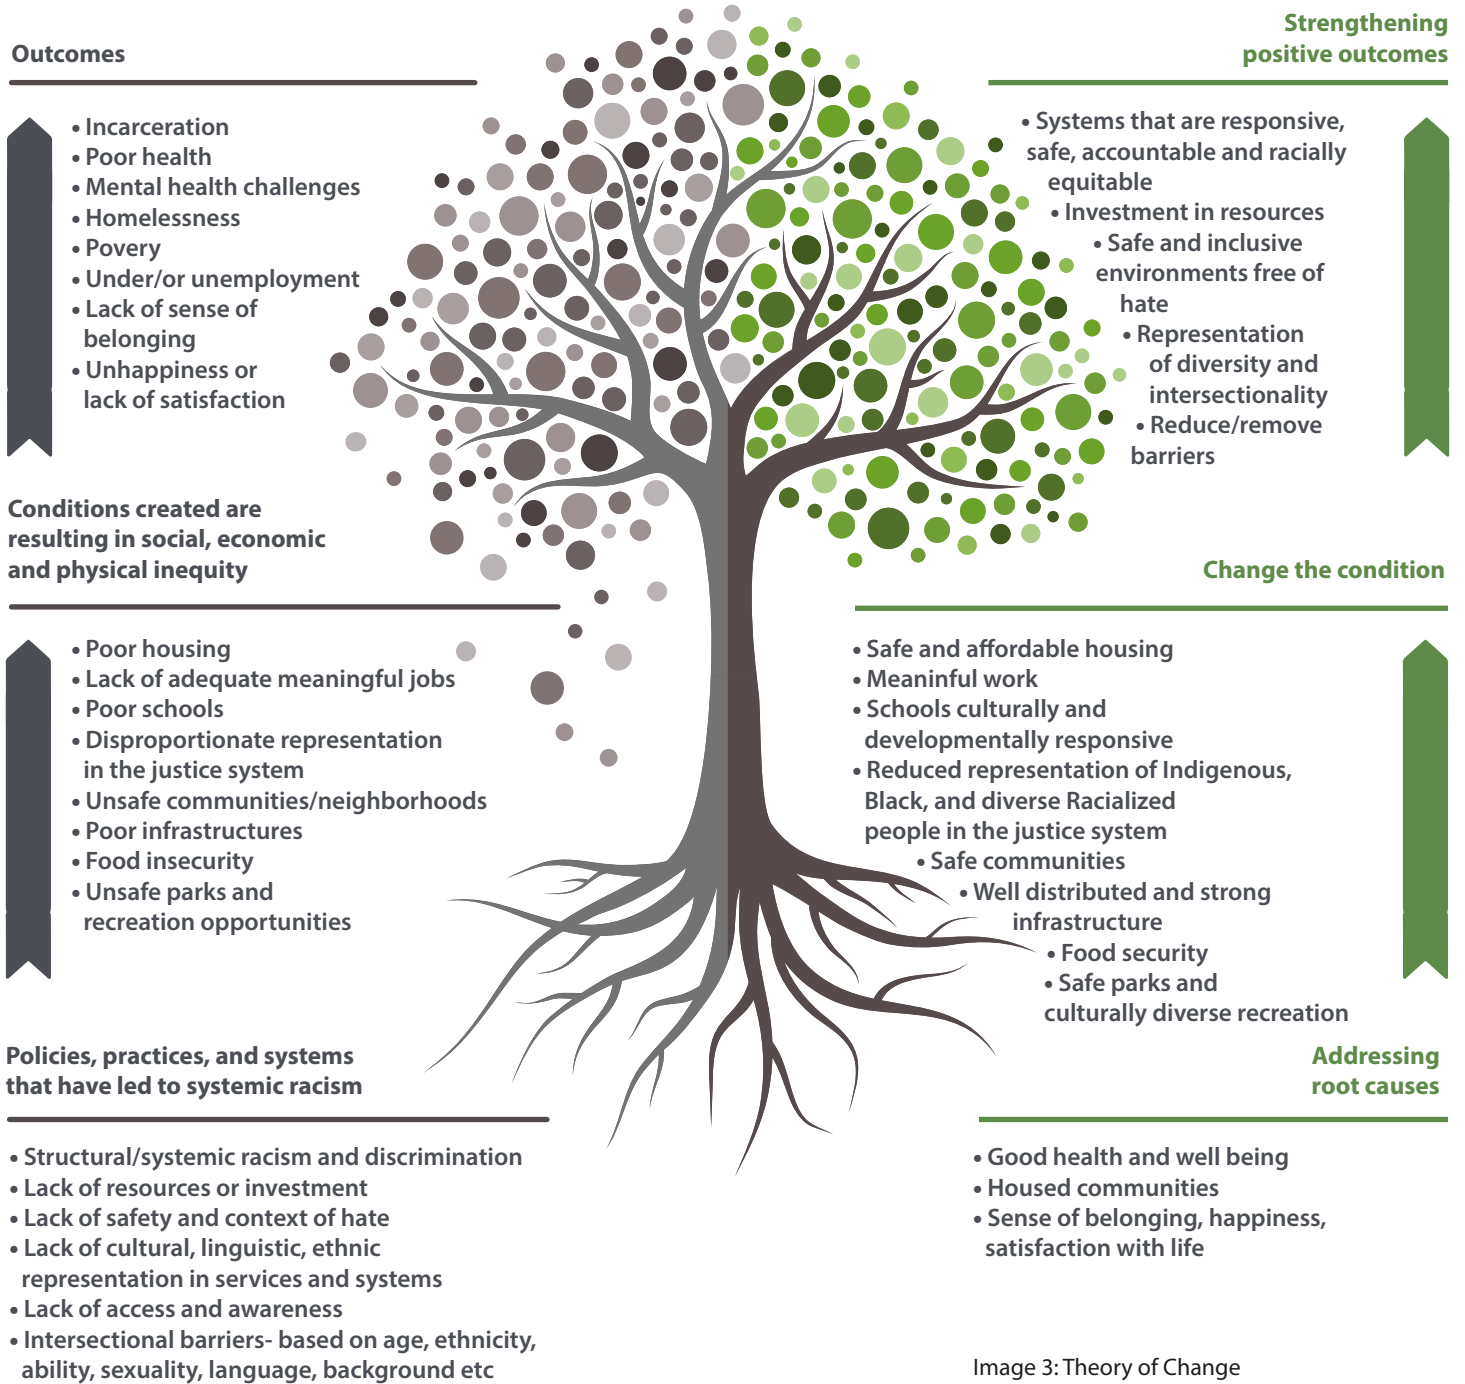 Outcomes
• Incarceration
• Poor health
• Mental health challenges
• Homelessness
• Povery
• Under/or unemployment
• Lack of sense of
belonging
• Unhappiness or
lack of satisfaction
Conditions created are
resulting in social, economic
and physical inequity
• Poor housing
• Lack of adequate meaningful jobs
• Poor schools
• Disproportionate representation
in the justice system
• Unsafe communities/neighborhoods
• Poor infrastructures
• Food insecurity
• Unsafe parks and
recreation opportunities
Policies, practices, and systems
that have led to systemic racism
• Structural/systemic racism and discrimination
• Lack of resources or investment
• Lack of safety and context of hate
• Lack of cultural, linguistic, ethnic
representation in services and systems
• Lack of access and awareness
• Intersectional barriers- based on age, ethnicity,
ability, sexuality, language, background etc
Strengthening
positive outcomes
• Systems that are responsive,
safe, accountable and racially
equitable
• Investment in resources
• Safe and inclusive
environments free of
hate
• Representation
of diversity and
intersectionality
• Reduce/remove
barriers
Change the condition
• Safe and affordable housing
• Meaninful work
• Schools culturally and
developmentally responsive
• Reduced representation of Indigenous,
Black, and diverse Racialized
people in the justice system
• Safe communities
• Well distributed and strong
infrastructure
• Food security
• Safe parks and
culturally diverse recreation
Addressing
root causes
• Good health and well being
• Housed communities
• Sense of belonging, happiness,
satisfaction with life
Image 3: Theory of Change